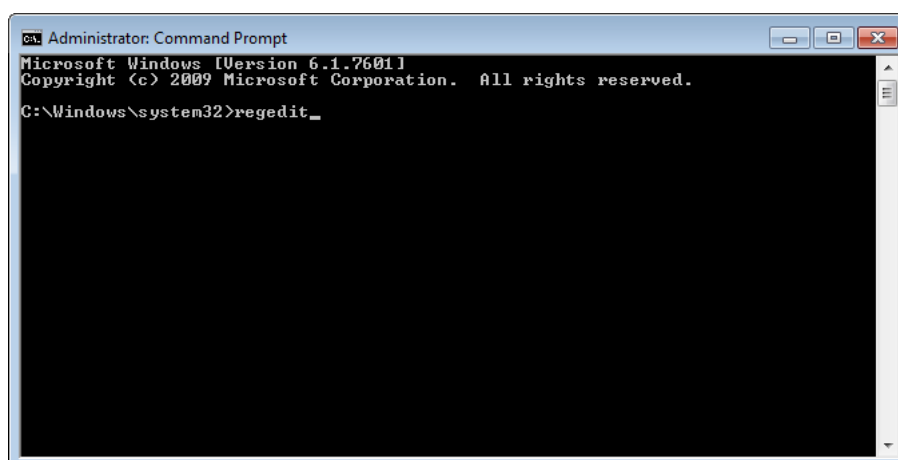 Administrator: Command Prompt
Microsoft Windows [Version 6.1.7601]
Copyright (c) 2009 Microsoft Corporation.  All rights reserved.
C:\Windows\system32>regedit_